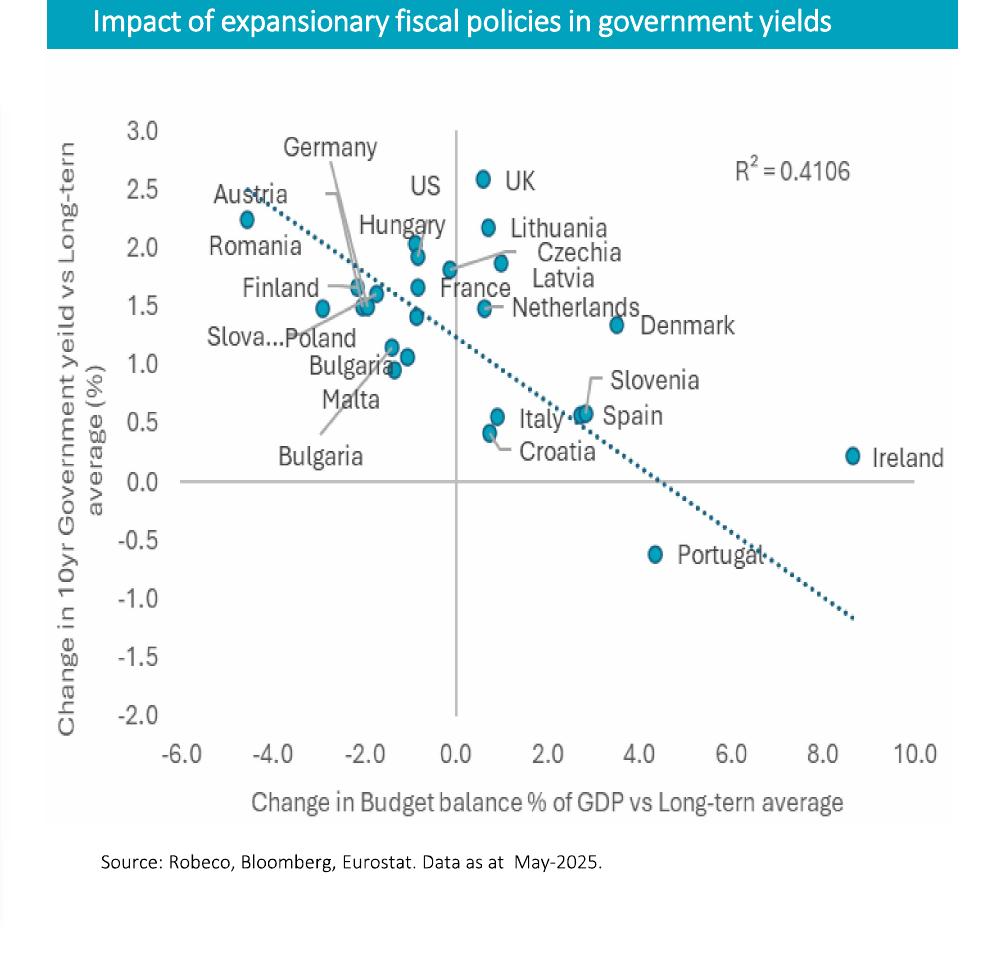 Impact of expansionary fiscal policies in government yields
Change in 10yr Government yeild vs Long-tern
average (%)
3.0
2.5
2.0
1.5
1.0
0.5
0.0
-0.5
-1.0
-1.5
-2.0
R² = 0.4106
Germany
US
UK
Austria
Hungary
Lithuania
Romania
Czechia
Latvia
Finland
France
Netherlands
Denmark
Slova...
Poland
Bulgaria
Slovenia
Malta
Italy
Spain
Croatia
Bulgaria
Ireland
Portugal
-6.0 -4.0 -2.0 0.0 2.0 4.0 6.0 8.0 10.0
Change in Budget balance % of GDP vs Long-tern average
Source: Robeco, Bloomberg, Eurostat. Data as at May-2025.